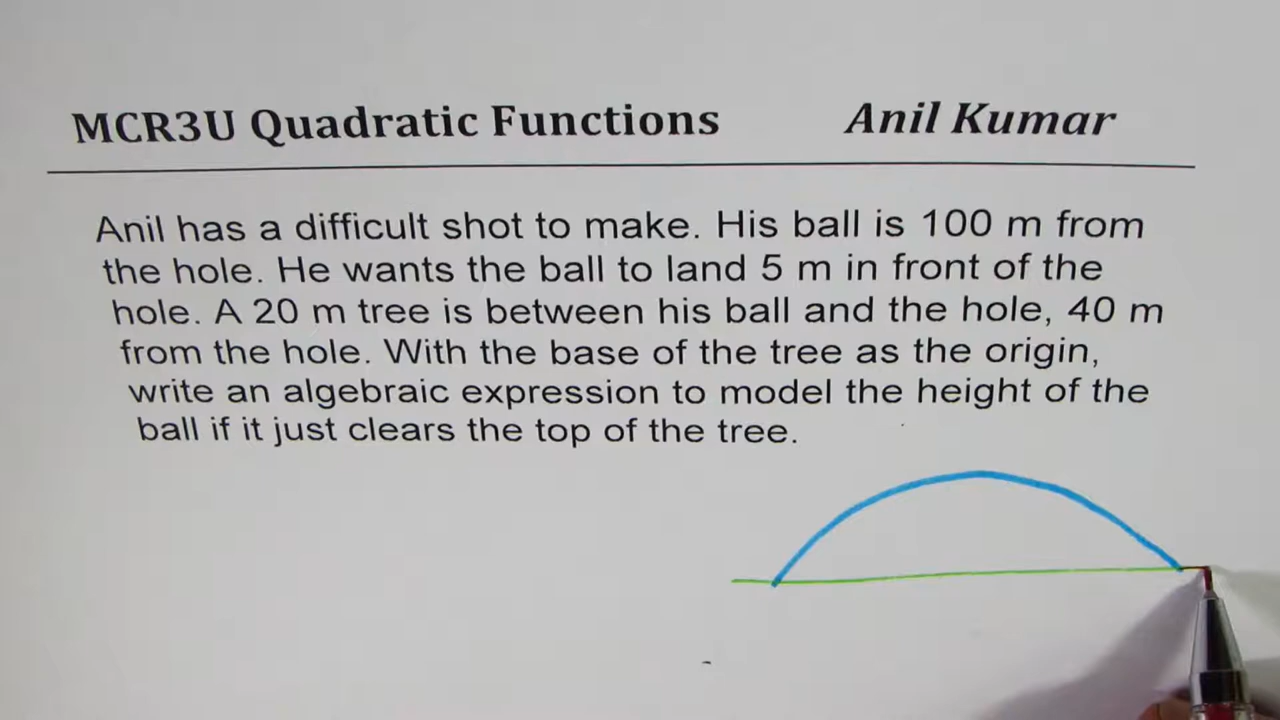 MCR3U Quadratic Functions Anil Kumar
Anil has a difficult shot to make. His ball is 100 m from
the hole. He wants the ball to land 5 m in front of the
hole. A 20 m tree is between his ball and the hole, 40 m
from the hole. With the base of the tree as the origin,
write an algebraic expression to model the height of the
ball if it just clears the top of the tree.